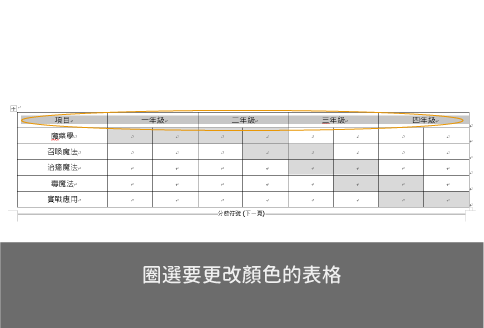 項目 一年級 二年級 三年級 四年級
魔藥學
召喚魔法
治癒魔法
毒魔法
實戰應用
分節符號 (下一頁)
圈選要更改顏色的表格